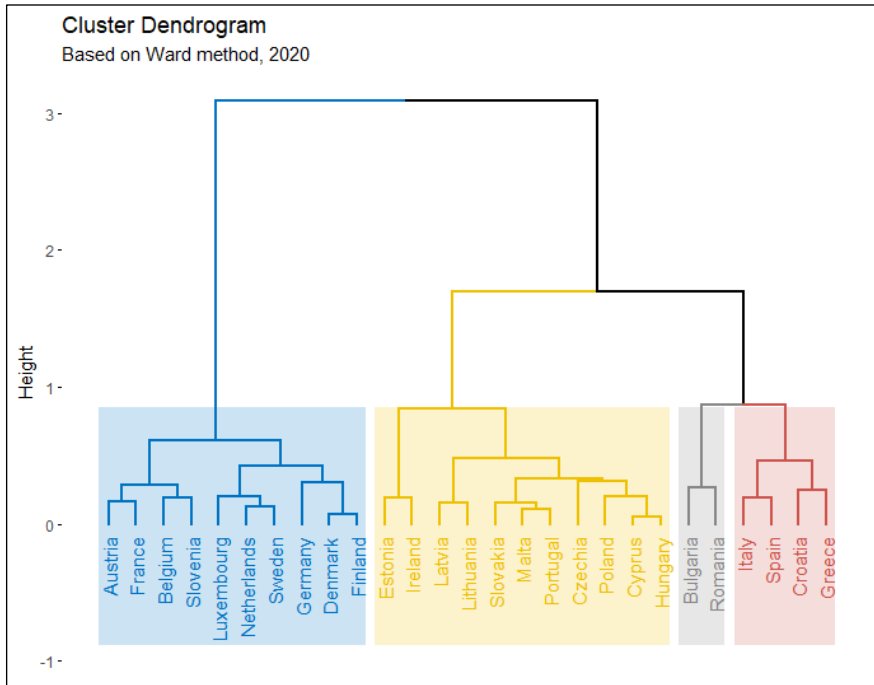 Cluster Dendrogram
Based on Ward method, 2020
Height
3
2
1
0
-1
Austria
France
Belgium
Slovenia
Luxembourg
Netherlands
Sweden
Germany
Denmark
Finland
Estonia
Ireland
Latvia
Lithuania
Slovakia
Malta
Portugal
Czechia
Poland
Cyprus
Hungary
Bulgaria
Romania
Italy
Spain
Croatia
Greece